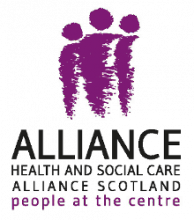 ALLIANCE
HEALTH AND SOCIAL CARE
ALLIANCE SCOTLAND
people at the centre